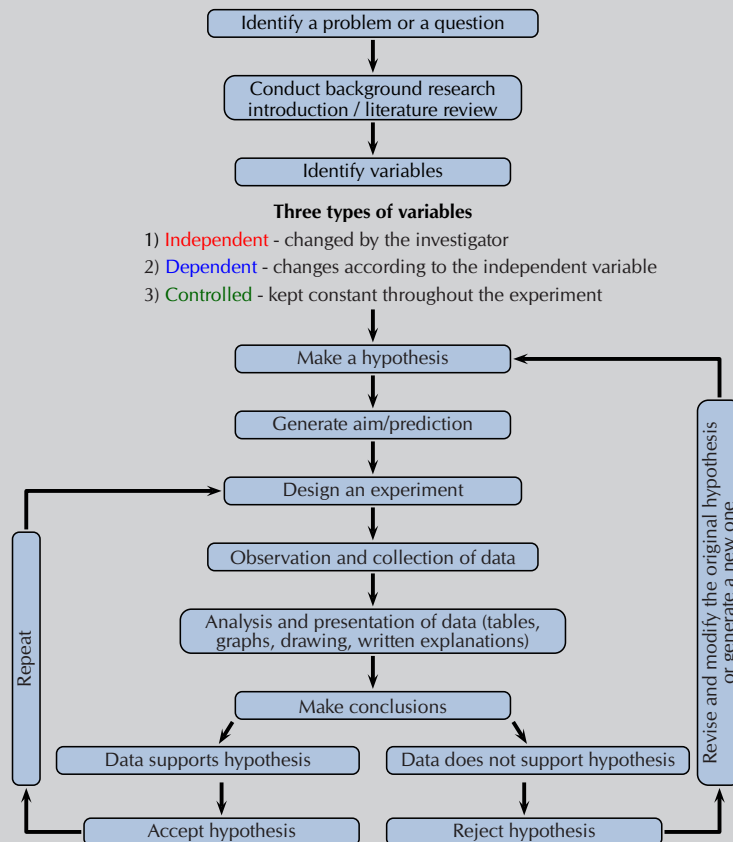 Identify a problem or a question
Conduct background research
introduction / literature review
Identify variables
Three types of variables
1) Independent - changed by the investigator
2) Dependent - changes according to the independent variable
3) Controlled - kept constant throughout the experiment
Make a hypothesis
Generate aim/prediction
Design an experiment
Observation and collection of data
Analysis and presentation of data (tables,
graphs, drawing, written explanations)
Make conclusions
Data supports hypothesis
Data does not support hypothesis
Accept hypothesis
Reject hypothesis
Repeat
Revise and modify the original hypothesis
or generate a new one